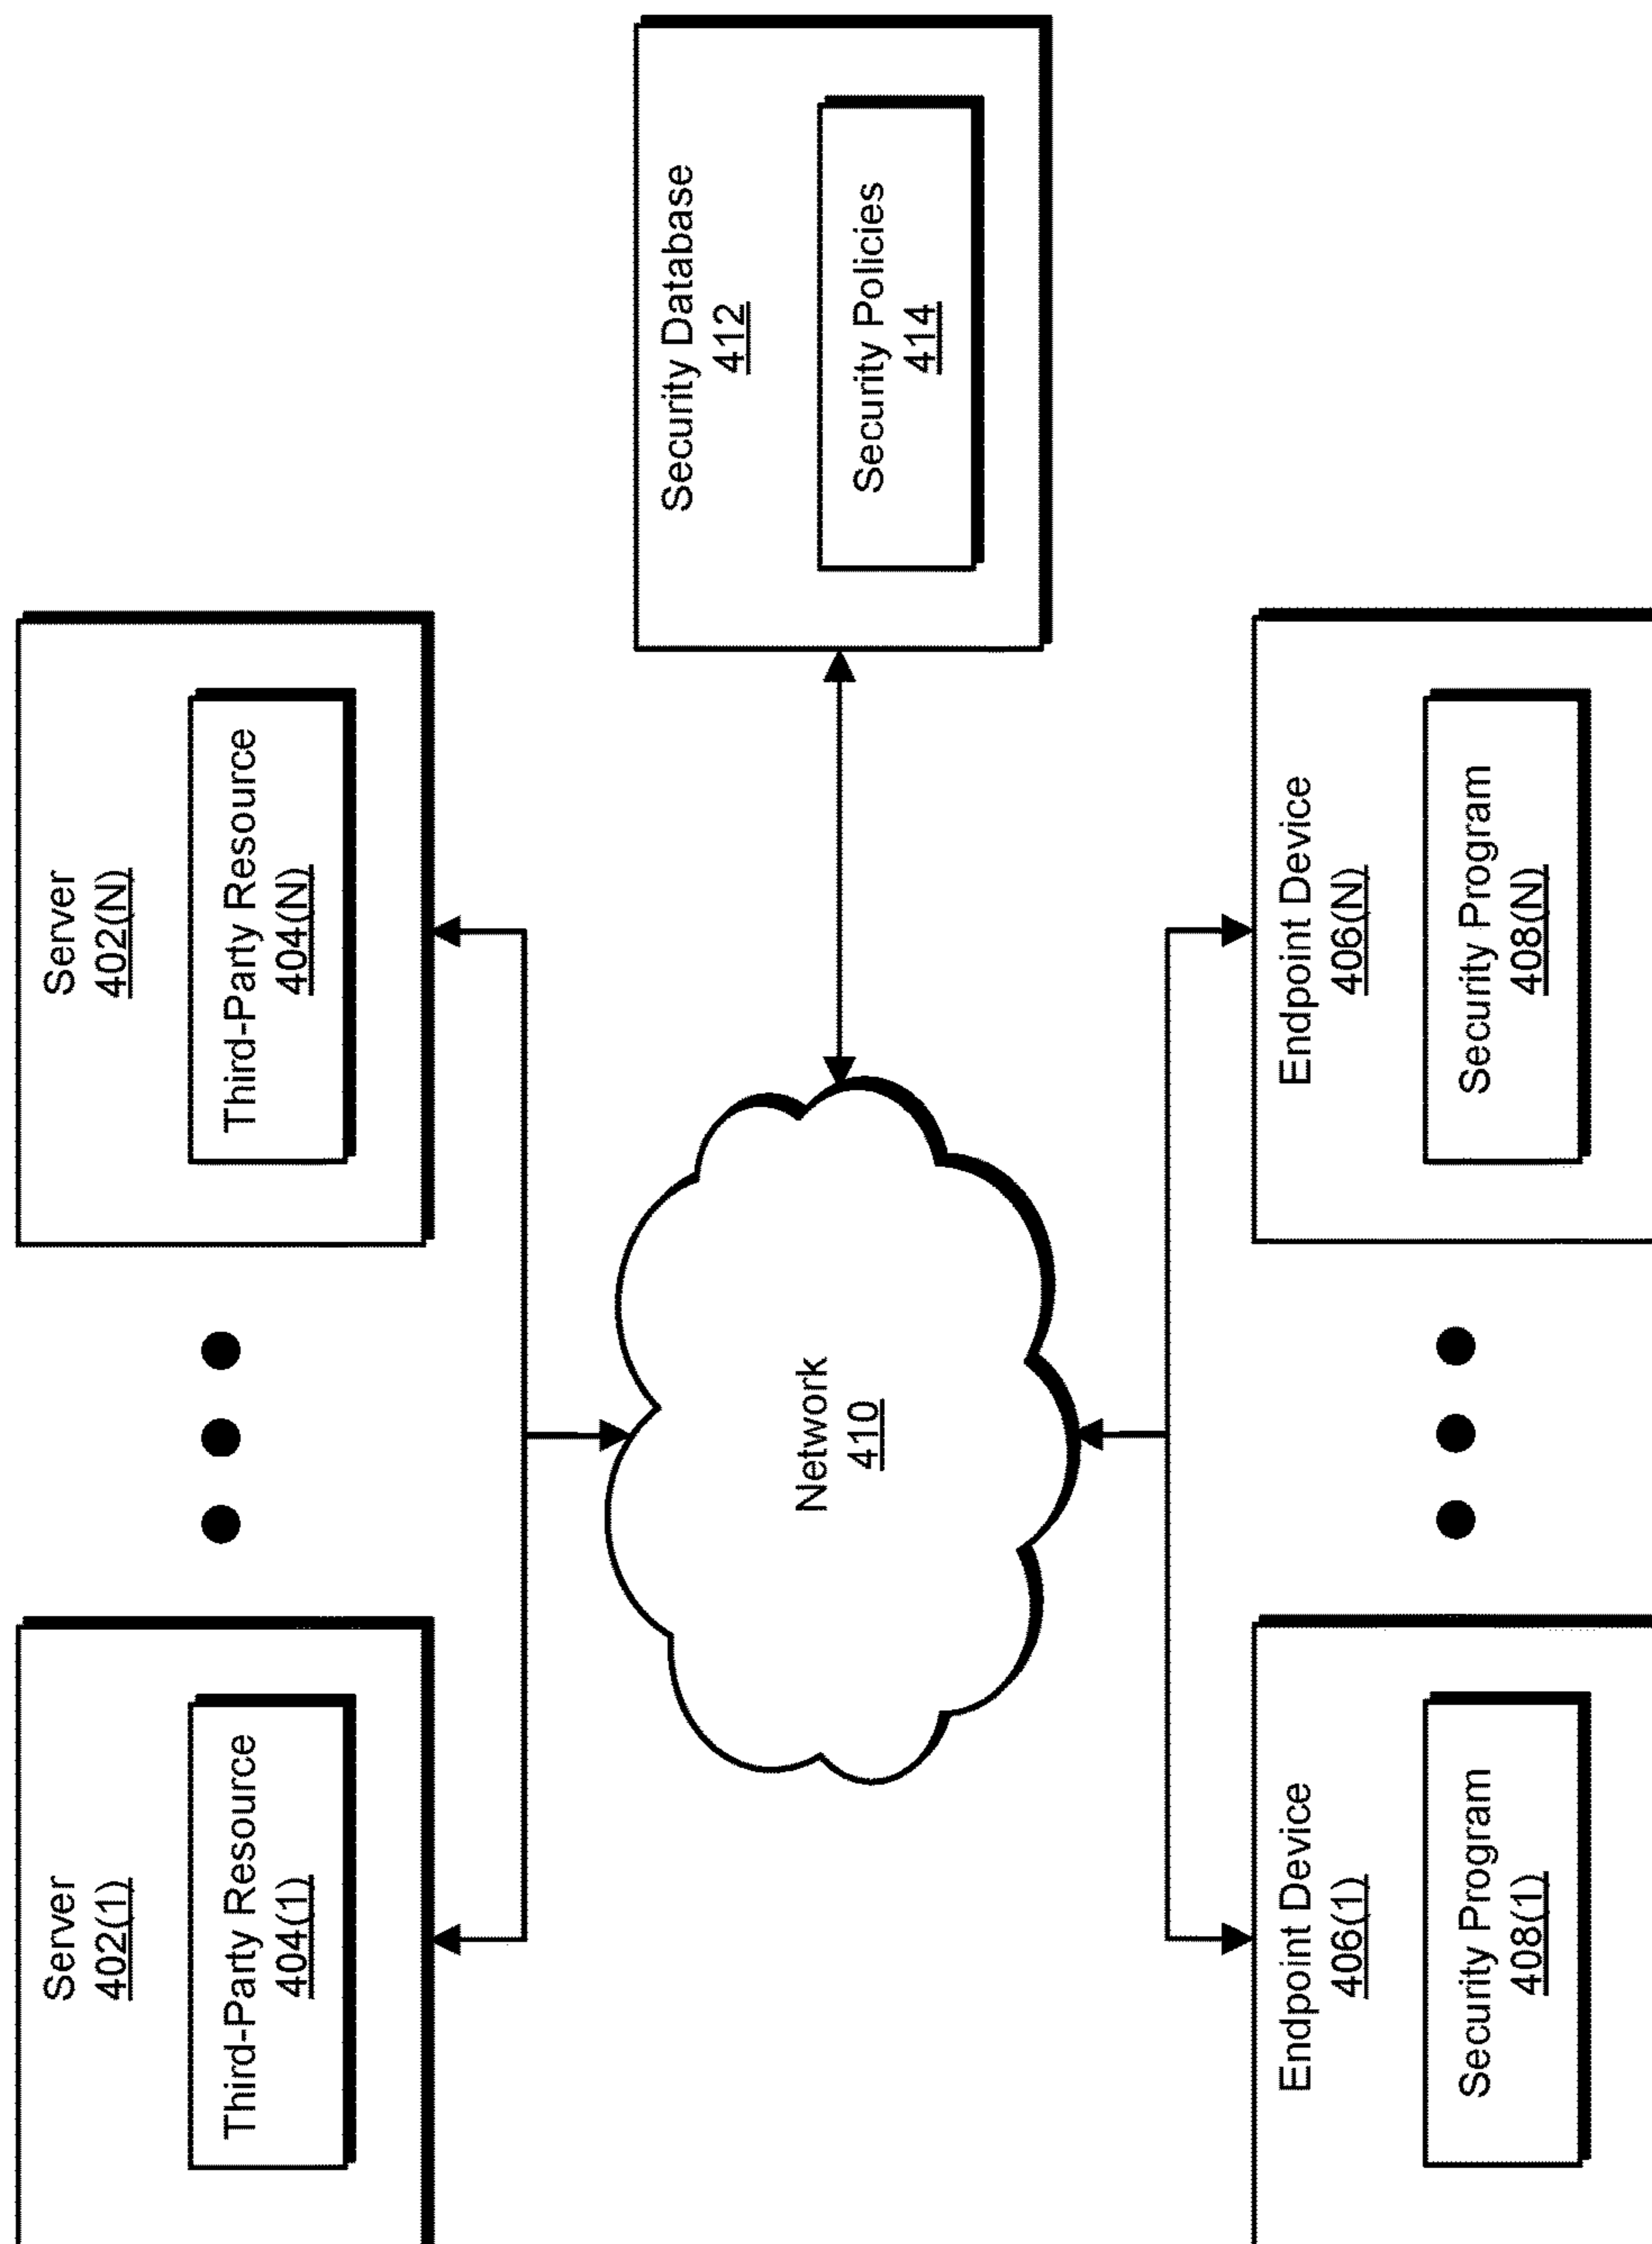 Server
402(1)
Third-Party Resource
404(1)
Server
402(N)
Third-Party Resource
404(N)
Network
410
Security Database
412
Security Policies
414
Endpoint Device
406(1)
Security Program
408(1)
Endpoint Device
406(N)
Security Program
408(N)